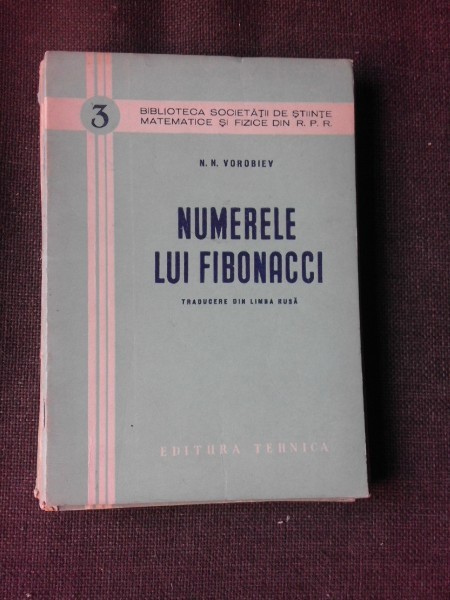 3
BIBLIOTECA SOCIETĂȚII DE ȘTIINȚE
MATEMATICE ȘI FIZICE DIN R. P. R.
N. N. VOROBIEV
NUMERELE
LUI FIBONACCI
TRADUCERE DIN LIMBA RUSĂ
EDITURA TEHNICA